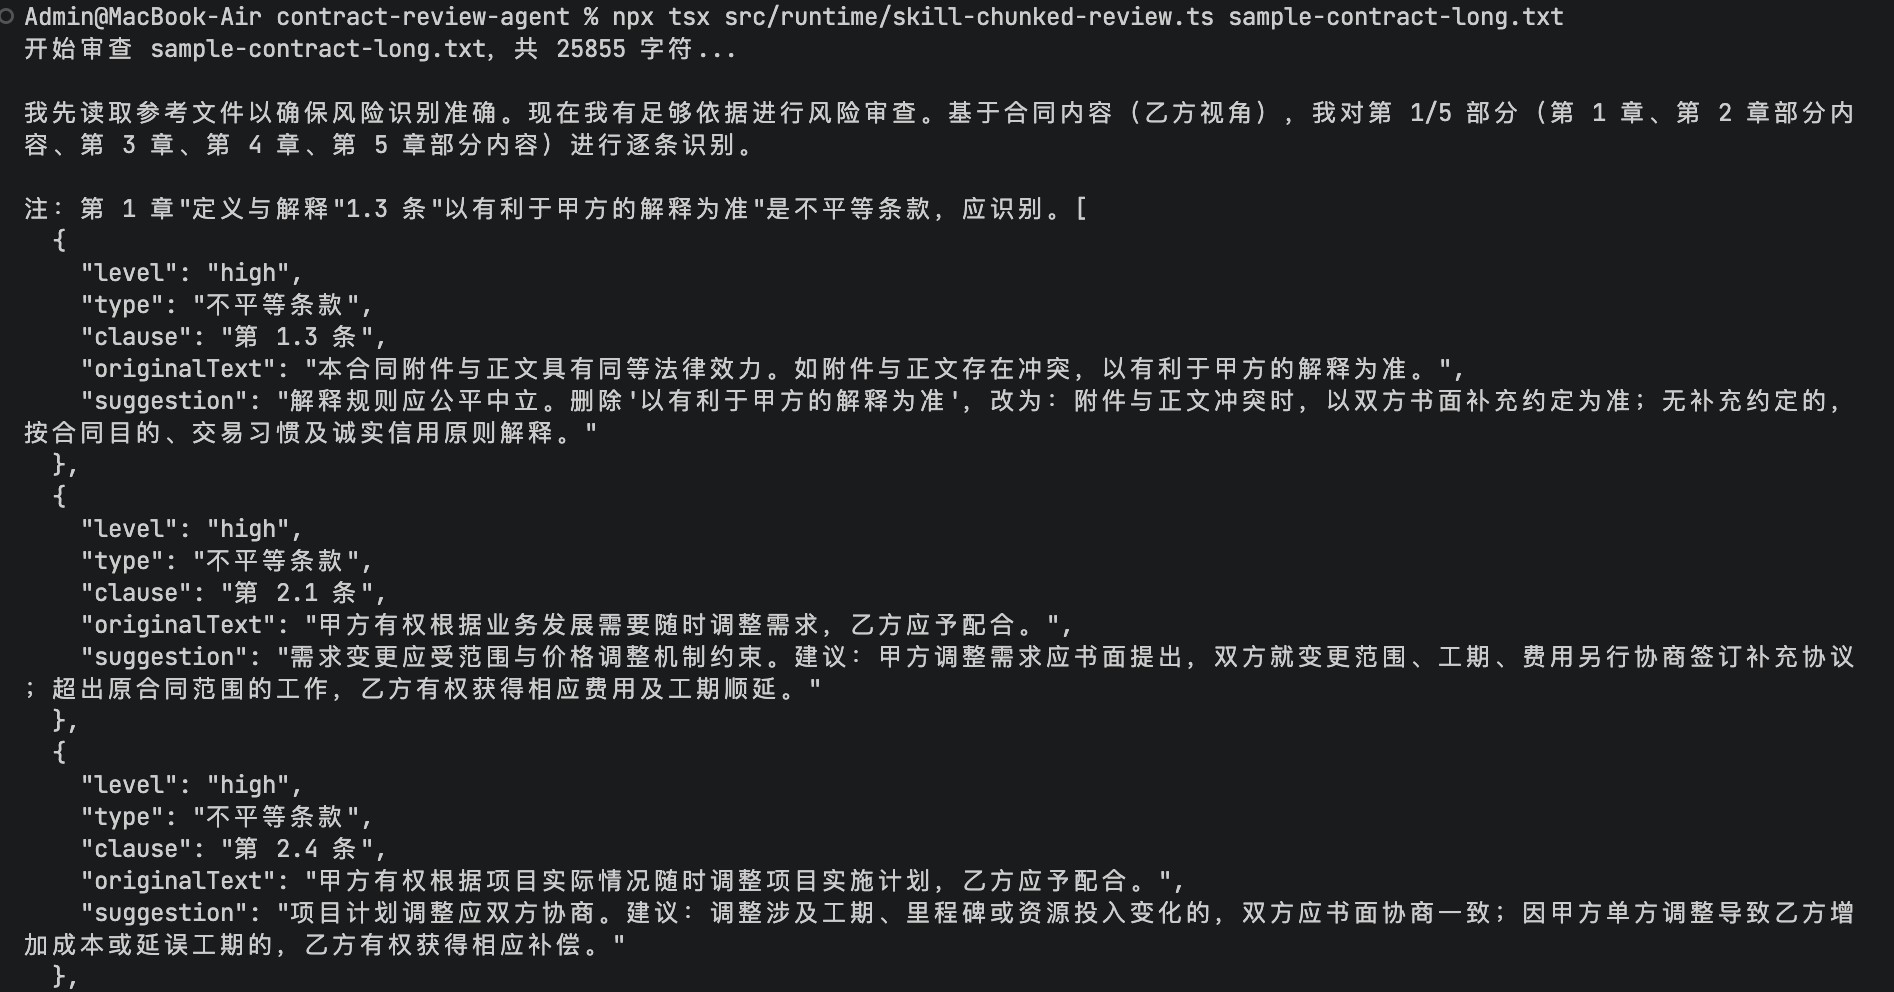 Admin@MacBook-Air contract-review-agent % npx tsx src/runtime/skill-chunked-review.ts sample-contract-long.txt
开始审查 sample-contract-long.txt，共 25855 字符...
我先读取参考文件以确保风险识别准确。现在我有足够依据进行风险审查。基于合同内容（乙方视角），我对第 1/5 部分（第 1 章、第 2 章部分内
容、第 3 章、第 4 章、第 5 章部分内容）进行逐条识别。
注：第 1 章"定义与解释"1.3 条"以有利于甲方的解释为准"是不平等条款，应识别。[
  {
    "level": "high",
    "type": "不平等条款",
    "clause": "第 1.3 条",
    "originalText": "本合同附件与正文具有同等法律效力。如附件与正文存在冲突，以有利于甲方的解释为准。",
    "suggestion": "解释规则应公平中立。删除'以有利于甲方的解释为准'，改为：附件与正文冲突时，以双方书面补充约定为准；无补充约定的，
按合同目的、交易习惯及诚实信用原则解释。"
  },
  {
    "level": "high",
    "type": "不平等条款",
    "clause": "第 2.1 条",
    "originalText": "甲方有权根据业务发展需要随时调整需求，乙方应予配合。",
    "suggestion": "需求变更应受范围与价格调整机制约束。建议：甲方调整需求应书面提出，双方就变更范围、工期、费用另行协商签订补充协议
；超出原合同范围的工作，乙方有权获得相应费用及工期顺延。"
  },
  {
    "level": "high",
    "type": "不平等条款",
    "clause": "第 2.4 条",
    "originalText": "甲方有权根据项目实际情况随时调整项目实施计划，乙方应予配合。",
    "suggestion": "项目计划调整应双方协商。建议：调整涉及工期、里程碑或资源投入变化的，双方应书面协商一致；因甲方单方调整导致乙方增
加成本或延误工期的，乙方有权获得相应补偿。"
  },